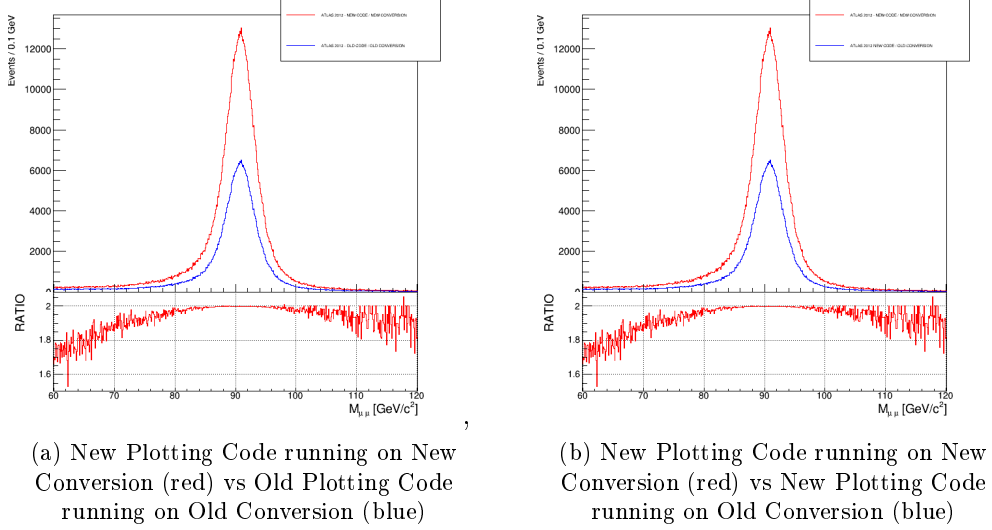 ATLAS 2012 - NEW CODE / NEW CONVERSION
ATLAS 2012 - OLD CODE / OLD CONVERSION
Events / 0.1 GeV
12000
10000
8000
6000
4000
2000
0
RATIO
2
1.8
1.6
60 70 80 90 100 110 120
M_{μμ} [GeV/c²]
,
(a) New Plotting Code running on New
Conversion (red) vs Old Plotting Code
running on Old Conversion (blue)
ATLAS 2012 - NEW CODE / NEW CONVERSION
ATLAS 2012 NEW CODE / OLD CONVERSION
Events / 0.1 GeV
12000
10000
8000
6000
4000
2000
0
RATIO
2
1.8
1.6
60 70 80 90 100 110 120
M_{μμ} [GeV/c²]
(b) New Plotting Code running on New
Conversion (red) vs New Plotting Code
running on Old Conversion (blue)